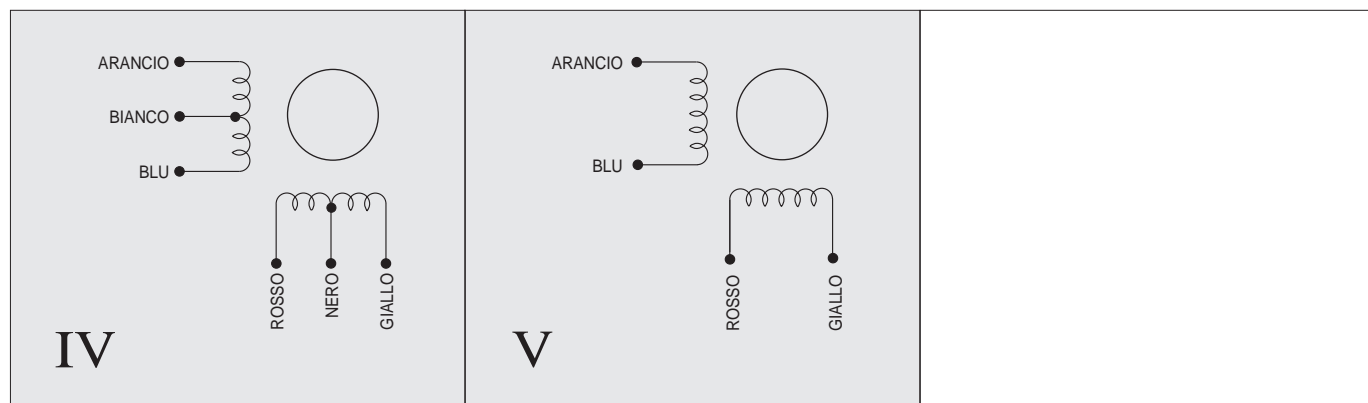 ARANCIO
BIANCO
BLU
ROSSO
NERO
GIALLO
IV
ARANCIO
BLU
ROSSO
GIALLO
V